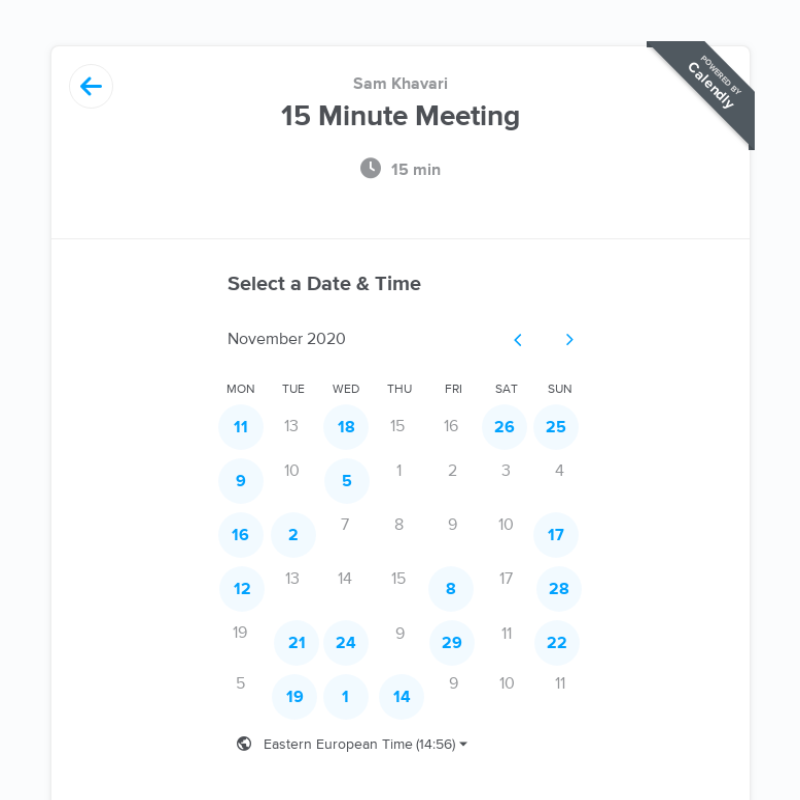 POWERED BY
Calendly
Sam Khavari
15 Minute Meeting
15 min
Select a Date & Time
November 2020
MON TUE WED THU FRI SAT SUN
11 13 18 15 16 26 25
9 10 5 1 2 3 4
16 2 7 8 9 10 17
12 13 14 15 8 17 28
19 21 24 9 29 11 22
5 19 1 14 9 10 11
Eastern European Time (14:56)